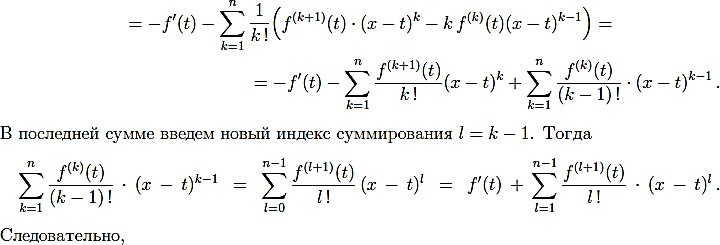 $= -f'(t) - \sum_{k=1}^{n} \frac{1}{k\,!} \Big( f^{(k+1)}(t) \cdot (x-t)^k - k\, f^{(k)}(t)(x-t)^{k-1} \Big) =$
$= -f'(t) - \sum_{k=1}^{n} \frac{f^{(k+1)}(t)}{k\,!} (x-t)^k + \sum_{k=1}^{n} \frac{f^{(k)}(t)}{(k-1)\,!} \cdot (x-t)^{k-1}\,.$
В последней сумме введем новый индекс суммирования $l = k-1$. Тогда
$\sum_{k=1}^{n} \frac{f^{(k)}(t)}{(k-1)\,!} \cdot (x-t)^{k-1} = \sum_{l=0}^{n-1} \frac{f^{(l+1)}(t)}{l\,!} (x-t)^l = f'(t) + \sum_{l=1}^{n-1} \frac{f^{(l+1)}(t)}{l\,!} \cdot (x-t)^l\,.$
Следовательно,